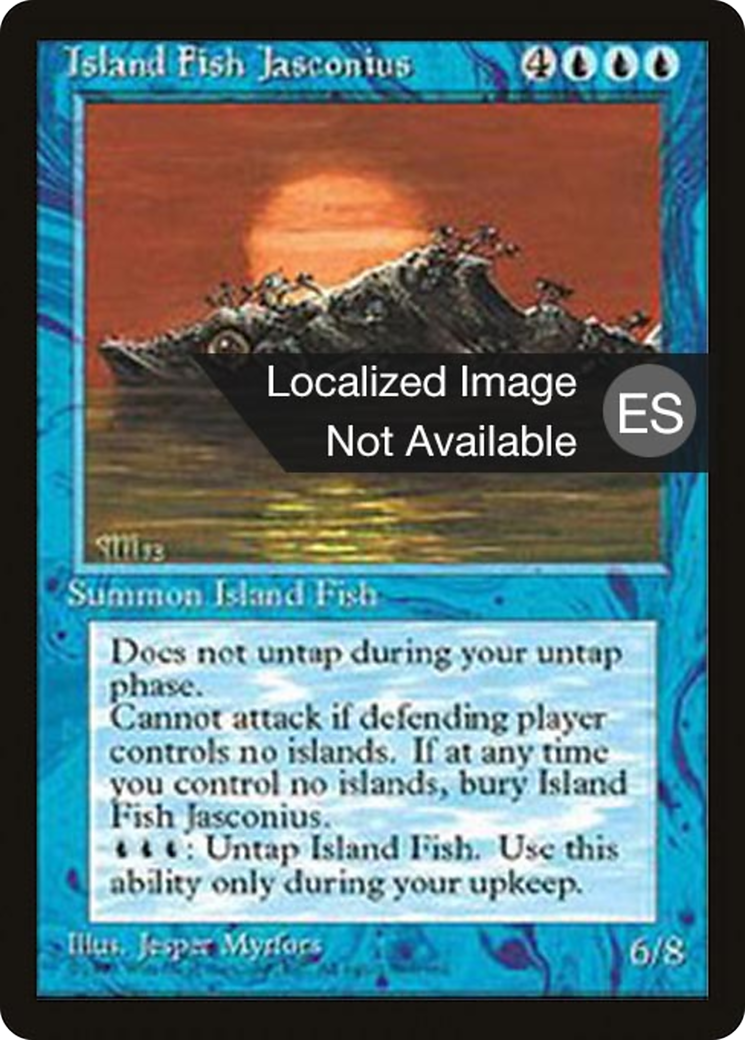 Island Fish Jasconius
4
Localized Image
Not Available
ES
Summon Island Fish
Does not untap during your untap
phase.
Cannot attack if defending player
controls no islands. If at any time
you control no islands, bury Island
Fish Jasconius.
: Untap Island Fish. Use this
ability only during your upkeep.
Illus. Jesper Myrfors
6/8